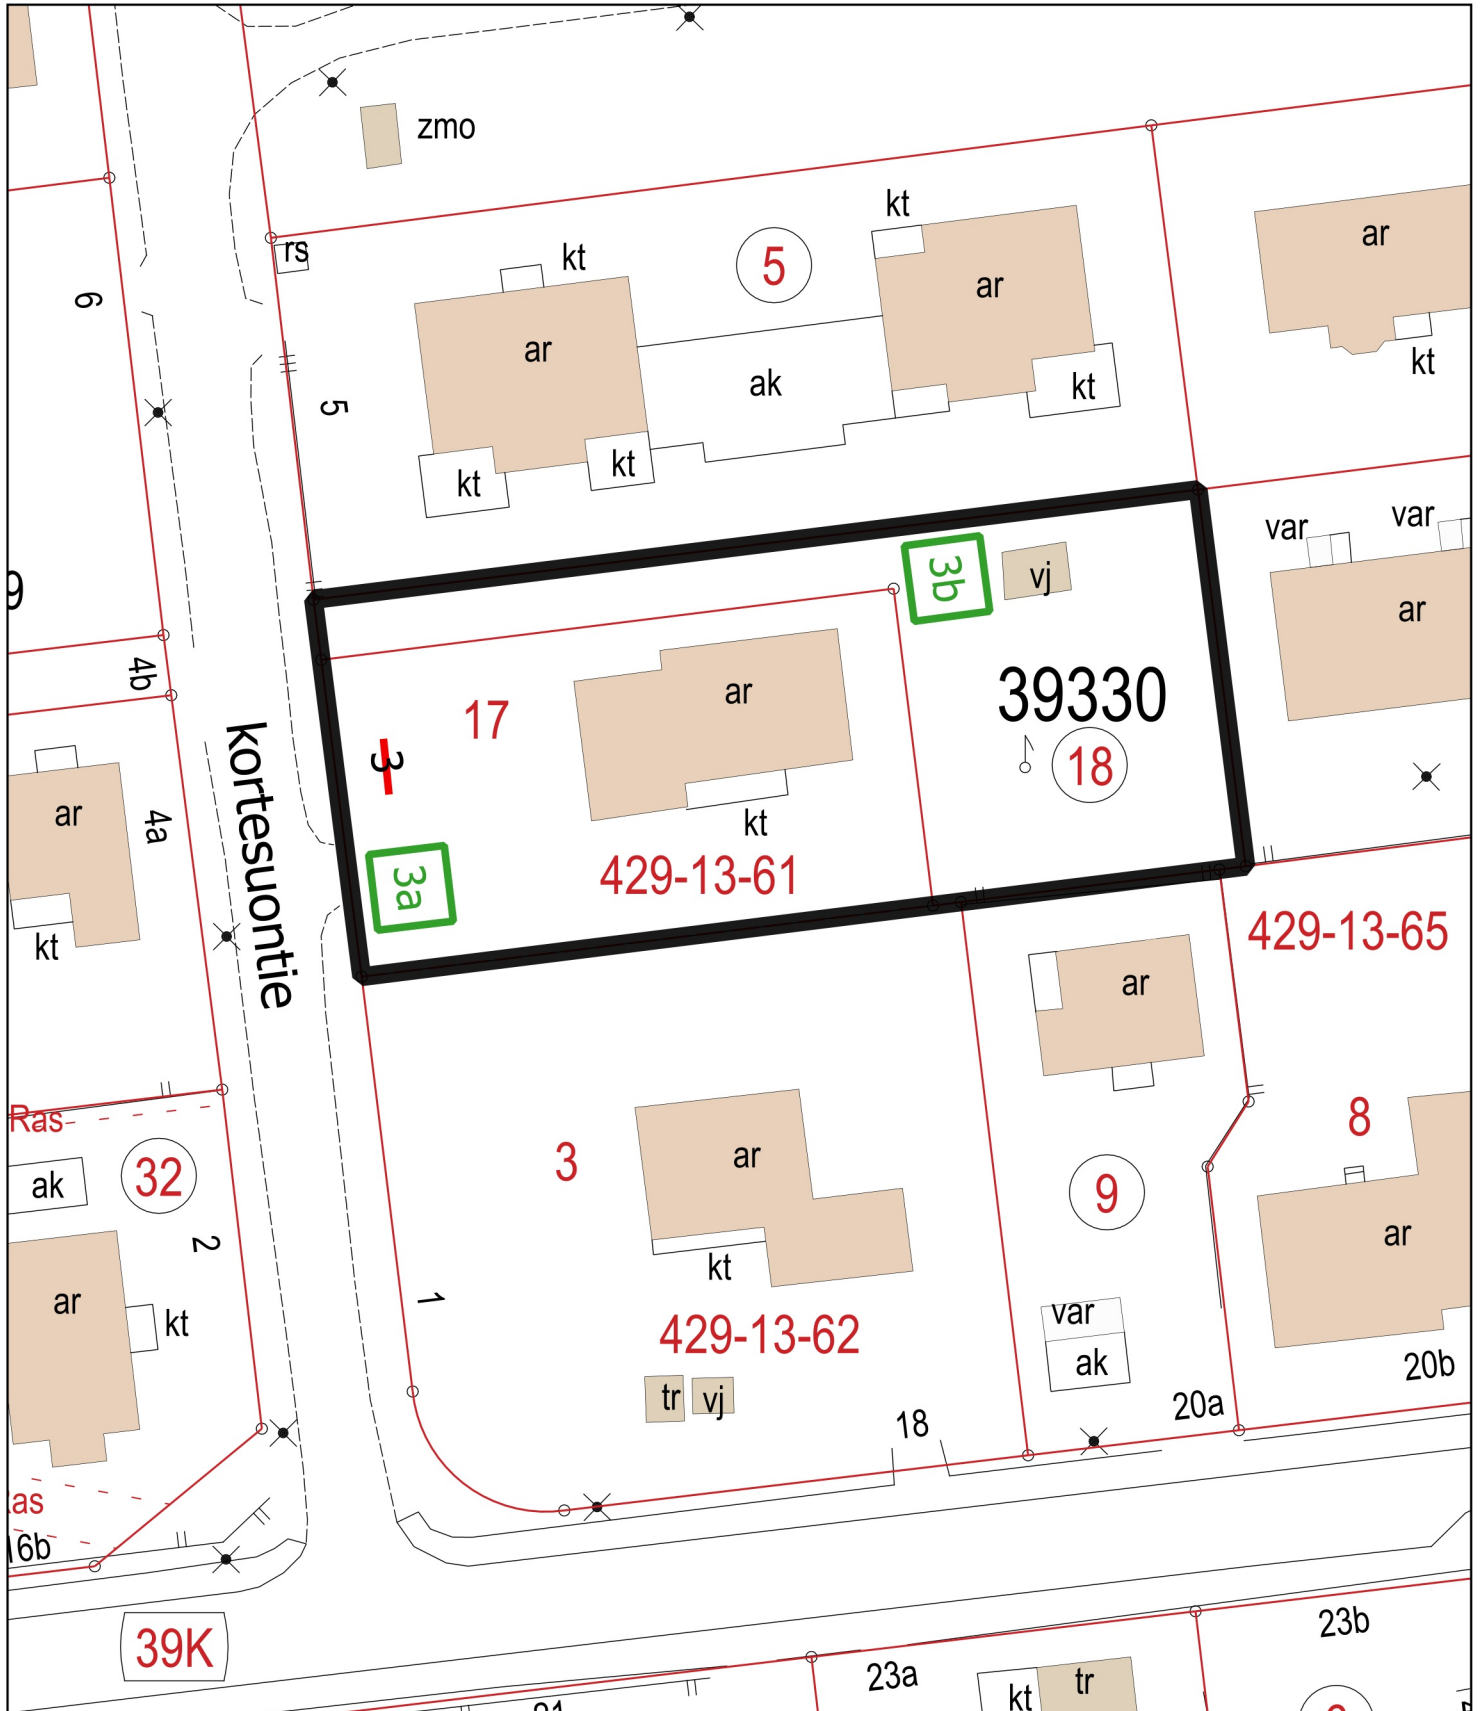 zmo
kt
rs
kt
5
ar
ar
6
ar
kt
ak
kt
5
kt
kt
var
var
3b
vj
9
ar
4b
39330
17
ar
3
18
kortesuontie
ar
4a
kt
3a
429-13-61
429-13-65
kt
ar
Ras
8
3
ar
9
ak
32
2
ar
kt
1
ar
kt
var
429-13-62
ak
20b
tr
vj
20a
18
16b
39K
23b
23a
tr
kt